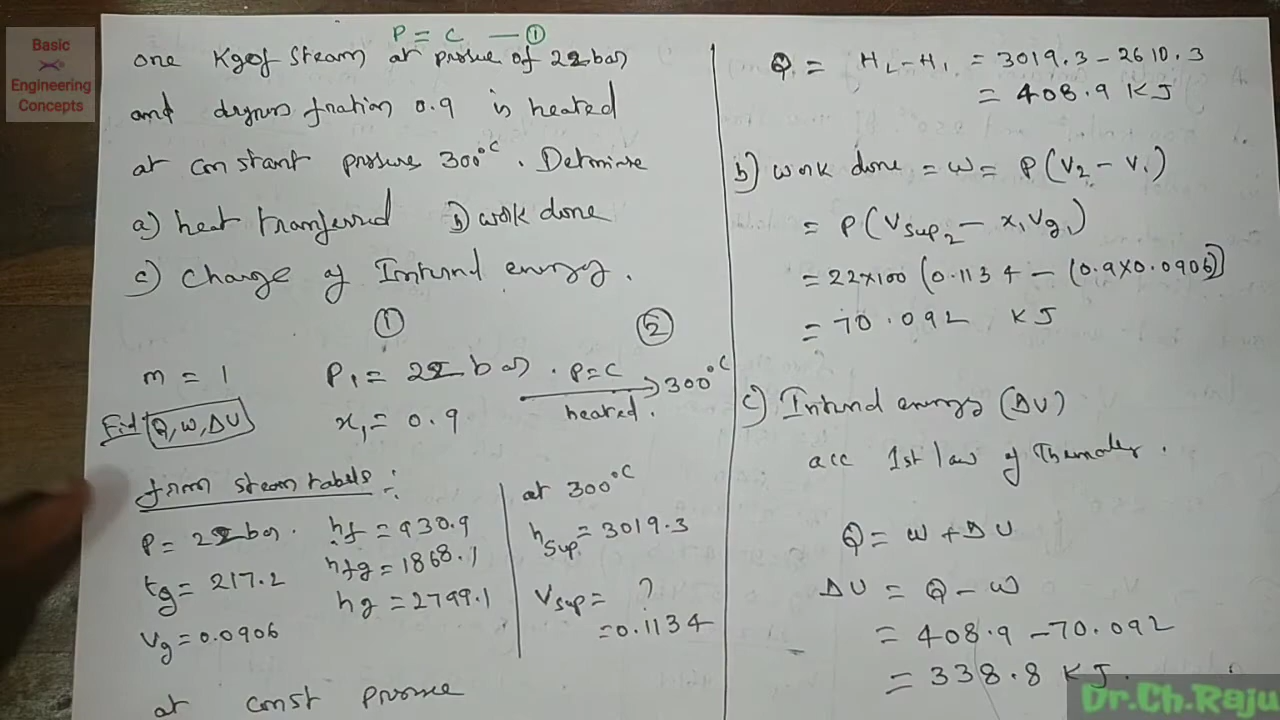 Basic
Engineering
Concepts
P = C — ①
one Kg of Steam at presure of 22 bar
and dryness fration 0.9 is heated
at constant presure 300°C. Determine
a) heat tranferred b) work done
c) Change of Internal energy.
① ②
m = 1 P₁ = 22 bar. P=C 300°C
Find Q, W, ΔU x₁ = 0.9 heated.
from steam tables :-
P = 22 bar. hf = 930.9
tg = 217.2 hfg = 1868.1
vg = 0.0906 hg = 2799.1
at 300°C
hsup = 3019.3
Vsup = ?
= 0.1134
at const presure
Q = H₂ - H₁ = 3019.3 - 2610.3
= 408.9 KJ
b) work done = W = P(V₂ - V₁)
= P(Vsup₂ - x₁Vg₁)
= 22×100 (0.1134 - (0.9×0.0906))
= 70.092 KJ
c) Internal energy (ΔU)
acc 1st law of
Q = W + ΔU
ΔU = Q - W
= 408.9 - 70.092
= 338.8 KJ.
Dr.Ch.Raju